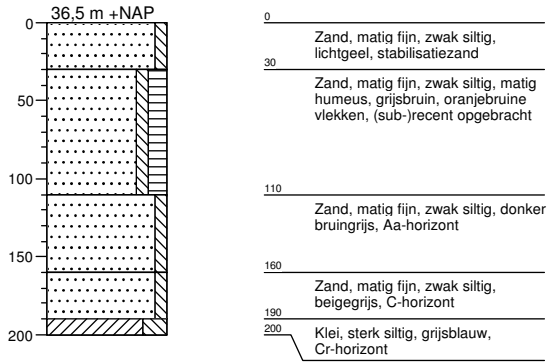 36,5 m +NAP
0
50
100
150
200
0
Zand, matig fijn, zwak siltig,
lichtgeel, stabilisatiezand
30
Zand, matig fijn, zwak siltig, matig
humeus, grijsbruin, oranjebruine
vlekken, (sub-)recent opgebracht
110
Zand, matig fijn, zwak siltig, donker
bruingrijs, Aa-horizont
160
Zand, matig fijn, zwak siltig,
beigegrijs, C-horizont
190
200
Klei, sterk siltig, grijsblauw,
Cr-horizont